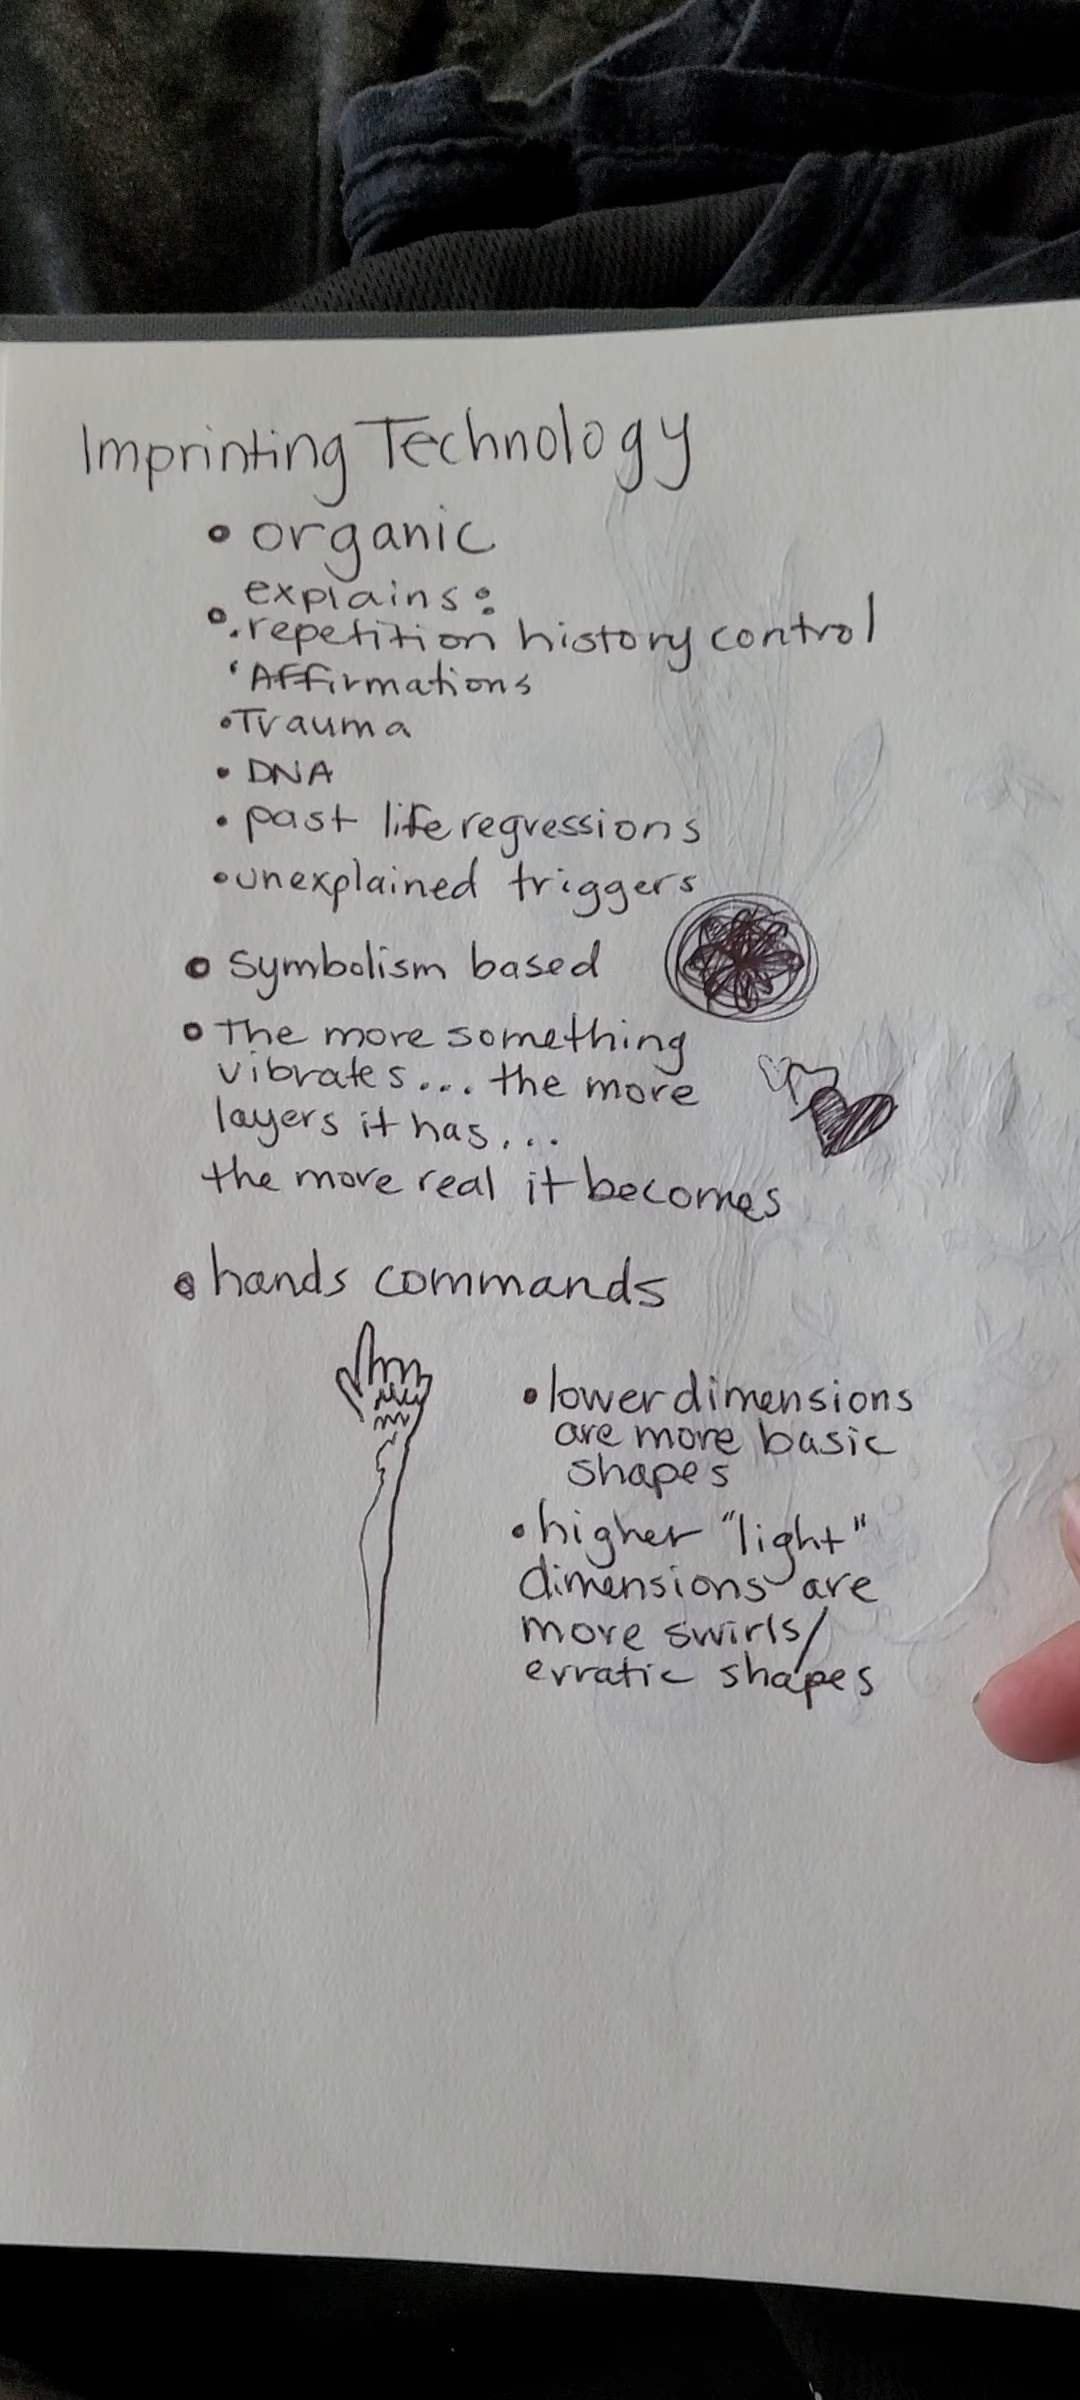 Imprinting Technology
• organic
explains:
• • repetition history control
• Affirmations
• Trauma
• DNA
• past life regressions
• unexplained triggers
• Symbolism based
• The more something
vibrates... the more
layers it has...
the more real it becomes
• hands commands
• lower dimensions
are more basic
shapes
• higher "light"
dimensions are
more swirls/
erratic shapes